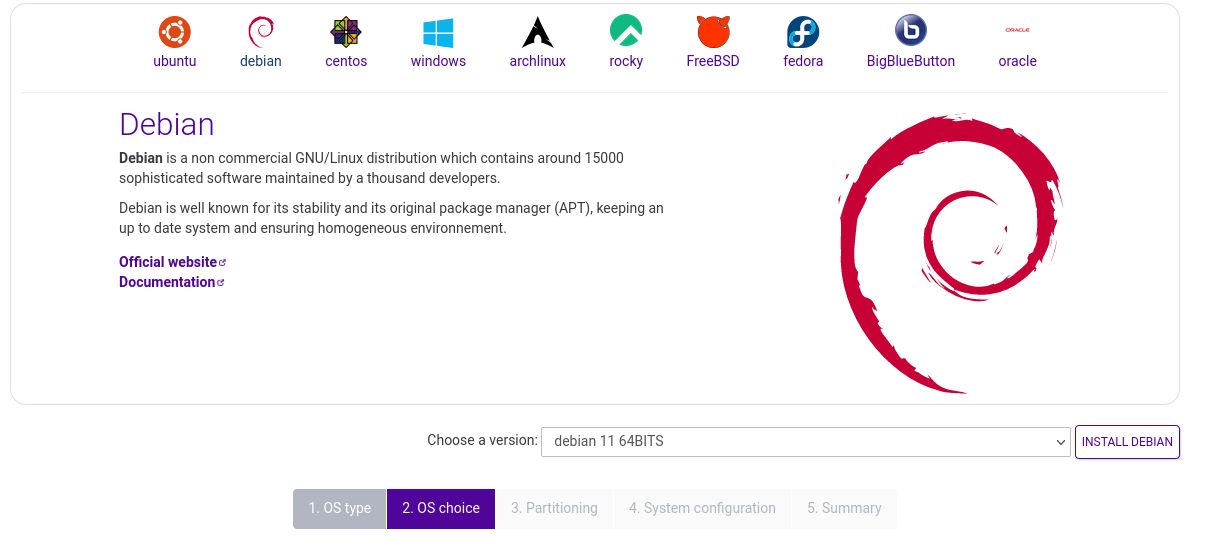 ubuntu debian centos windows archlinux rocky FreeBSD fedora BigBlueButton oracle
ORACLE
Debian
Debian is a non commercial GNU/Linux distribution which contains around 15000
sophisticated software maintained by a thousand developers.
Debian is well known for its stability and its original package manager (APT), keeping an
up to date system and ensuring homogeneous environnement.
Official website
Documentation
Choose a version: debian 11 64BITS INSTALL DEBIAN
1. OS type 2. OS choice 3. Partitioning 4. System configuration 5. Summary